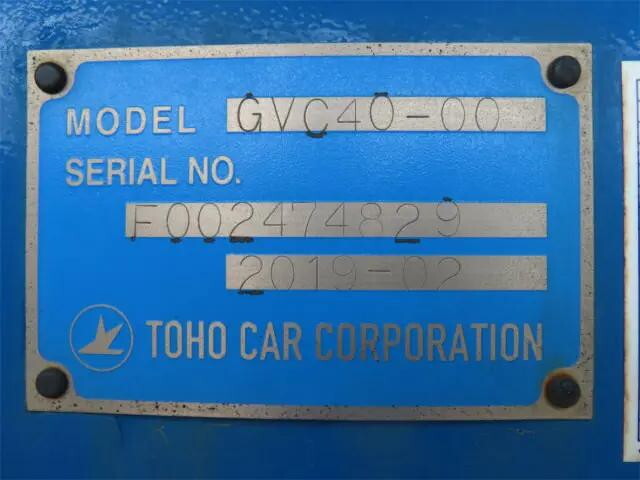 MODEL GVC40-00
SERIAL NO.
F002474829
2019-02
TOHO CAR CORPORATION